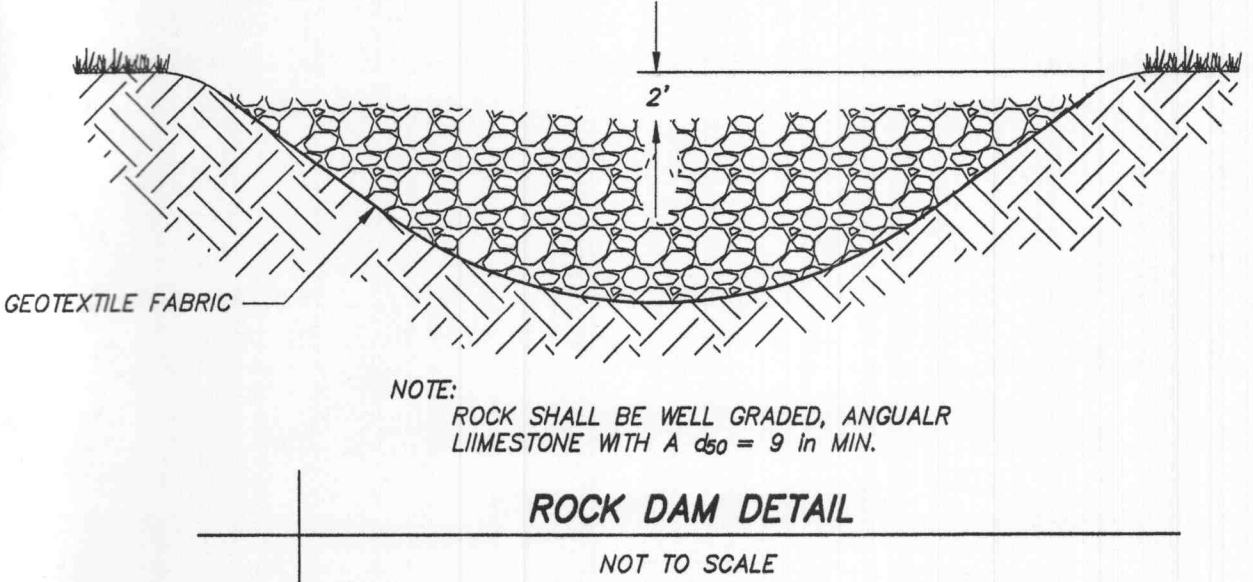 2'
GEOTEXTILE FABRIC
NOTE:
ROCK SHALL BE WELL GRADED, ANGUALR
LIIMESTONE WITH A d50 = 9 in MIN.
ROCK DAM DETAIL
NOT TO SCALE